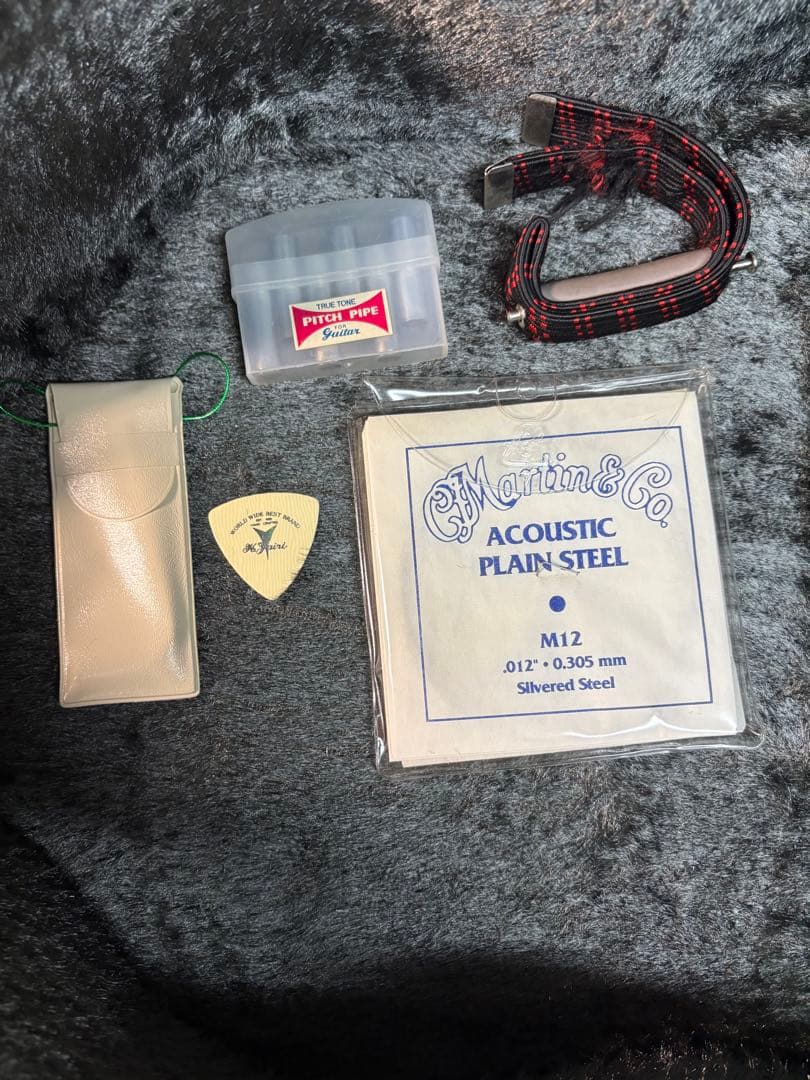 TRUE TONE
PITCH PIPE
FOR
Guitar
WORLD WIDE BEST BRAND
K.Yairi
C.F. Martin & Co.
ACOUSTIC
PLAIN STEEL
M12
.012" • 0.305 mm
Silvered Steel